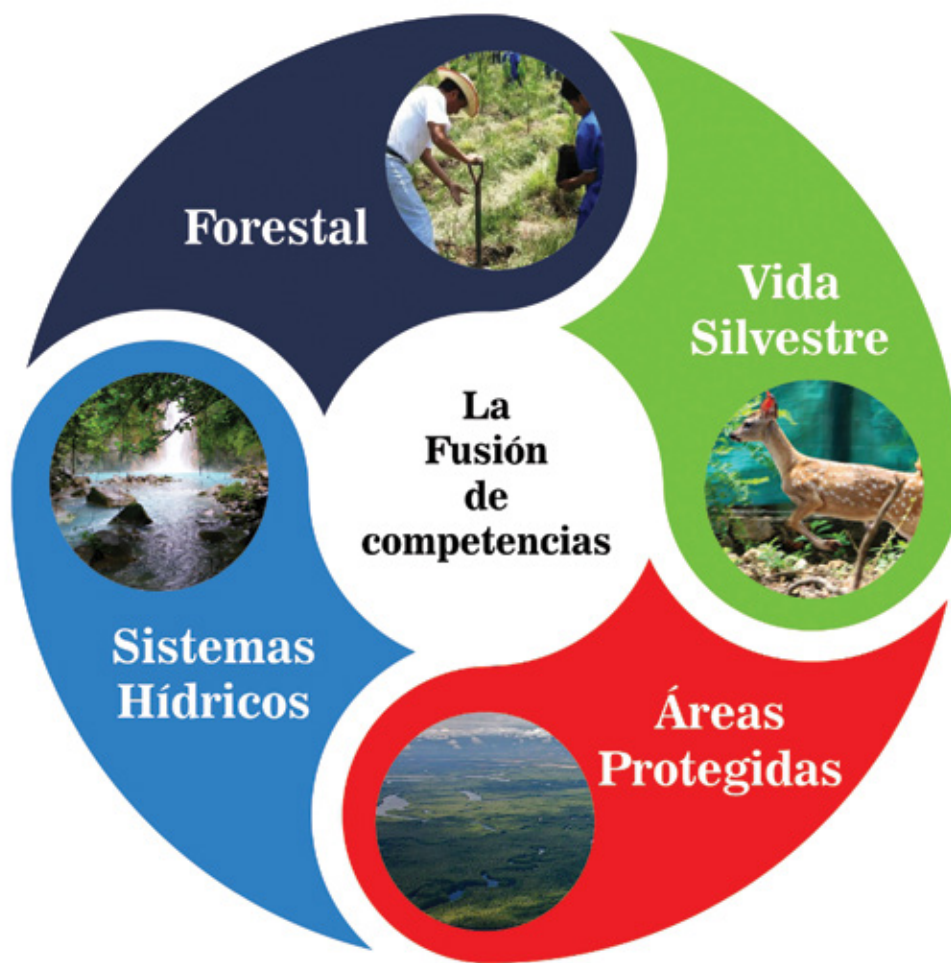 Forestal
Vida
Silvestre
La
Fusión
de
competencias
Sistemas
Hídricos
Áreas
Protegidas